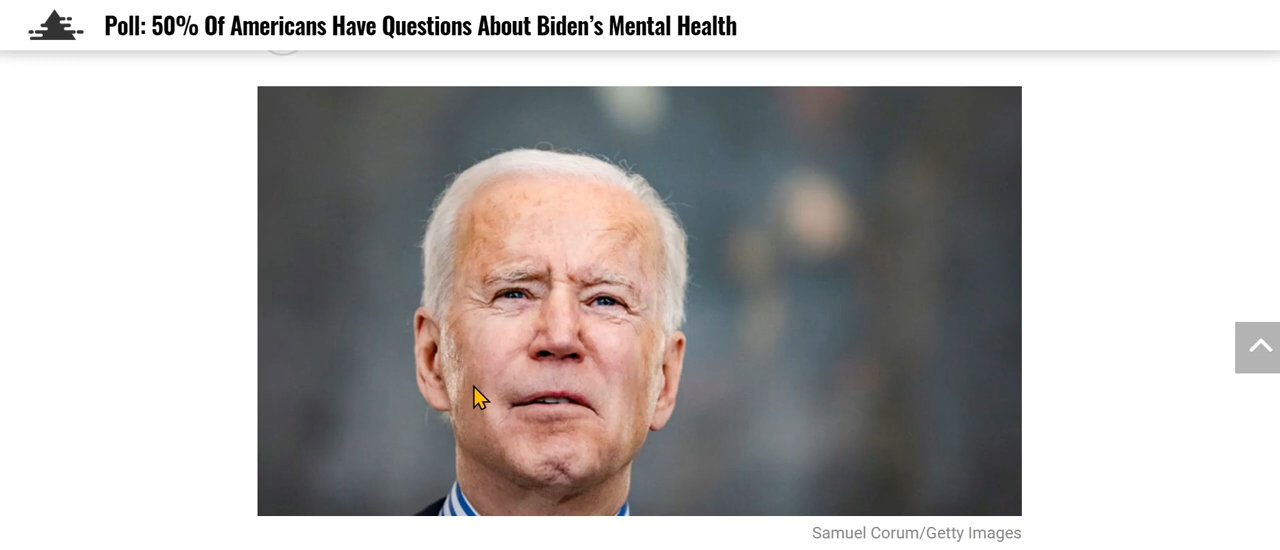 Poll: 50% Of Americans Have Questions About Biden’s Mental Health
Samuel Corum/Getty Images